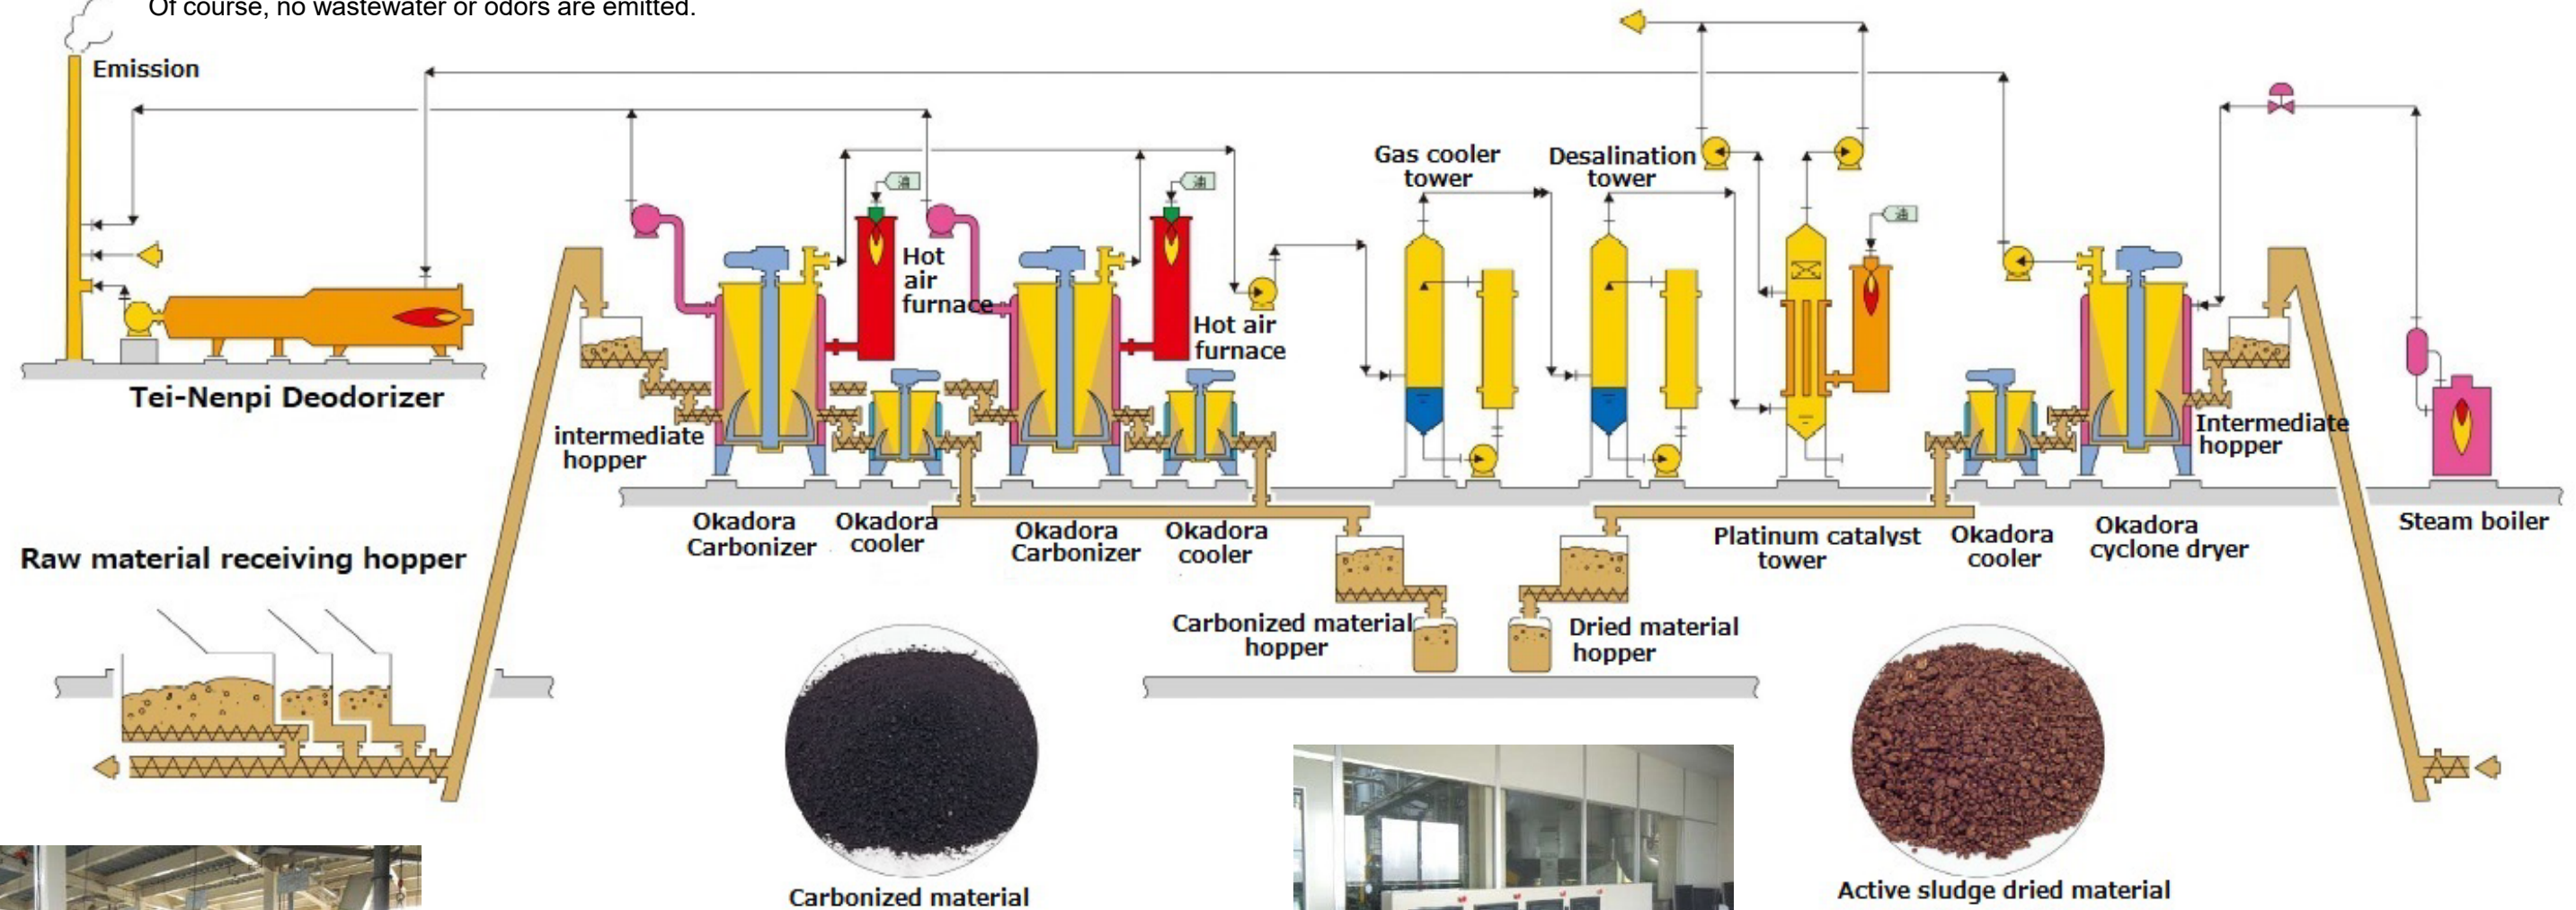 Of course, no wastewater or odors are emitted.
Emission
Tei-Nenpi Deodorizer
Raw material receiving hopper
intermediate
hopper
油
Hot
air
furnace
油
Hot air
furnace
Gas cooler
tower
Desalination
tower
油
Intermediate
hopper
Okadora
Carbonizer
Okadora
cooler
Okadora
Carbonizer
Okadora
cooler
Platinum catalyst
tower
Okadora
cooler
Okadora
cyclone dryer
Steam boiler
Carbonized material
hopper
Dried material
hopper
Carbonized material
Active sludge dried material